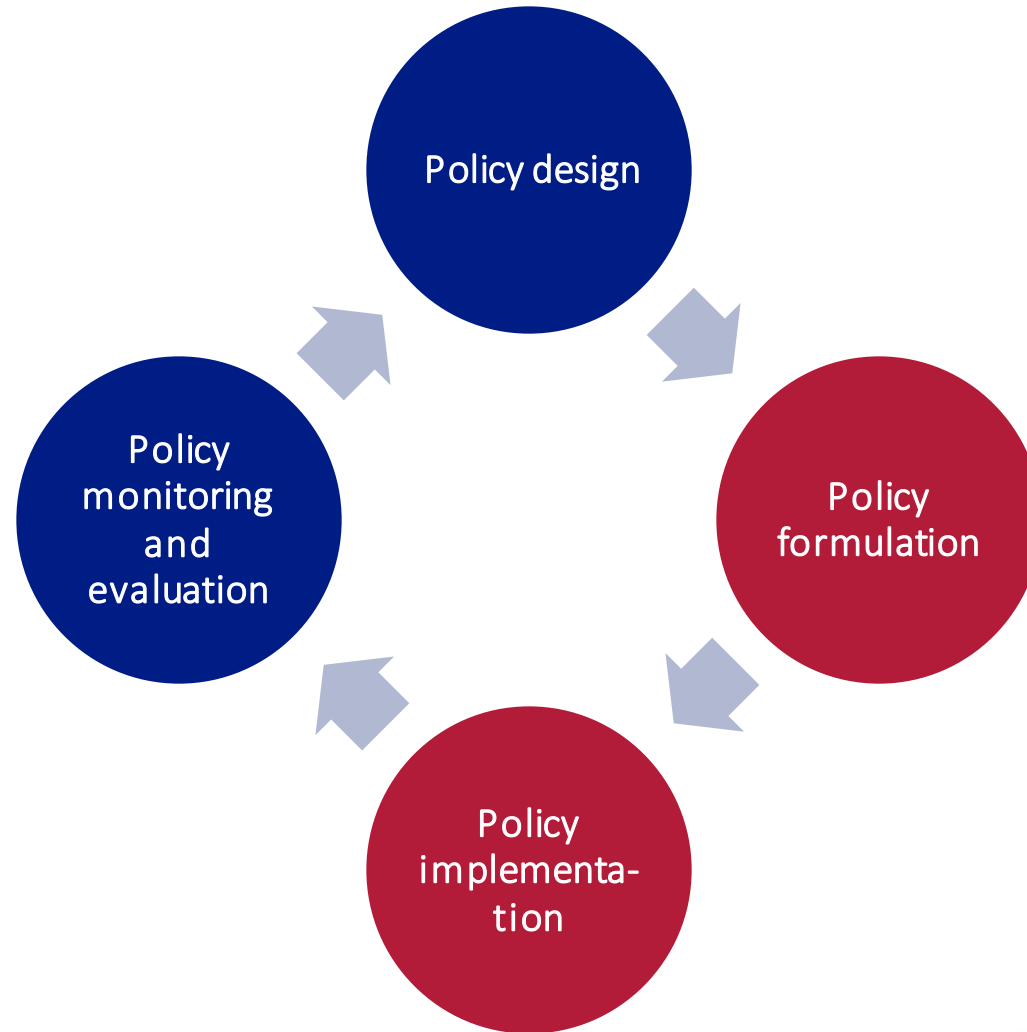 Policy design
Policy
formulation
Policy
implementa-
tion
Policy
monitoring
and
evaluation